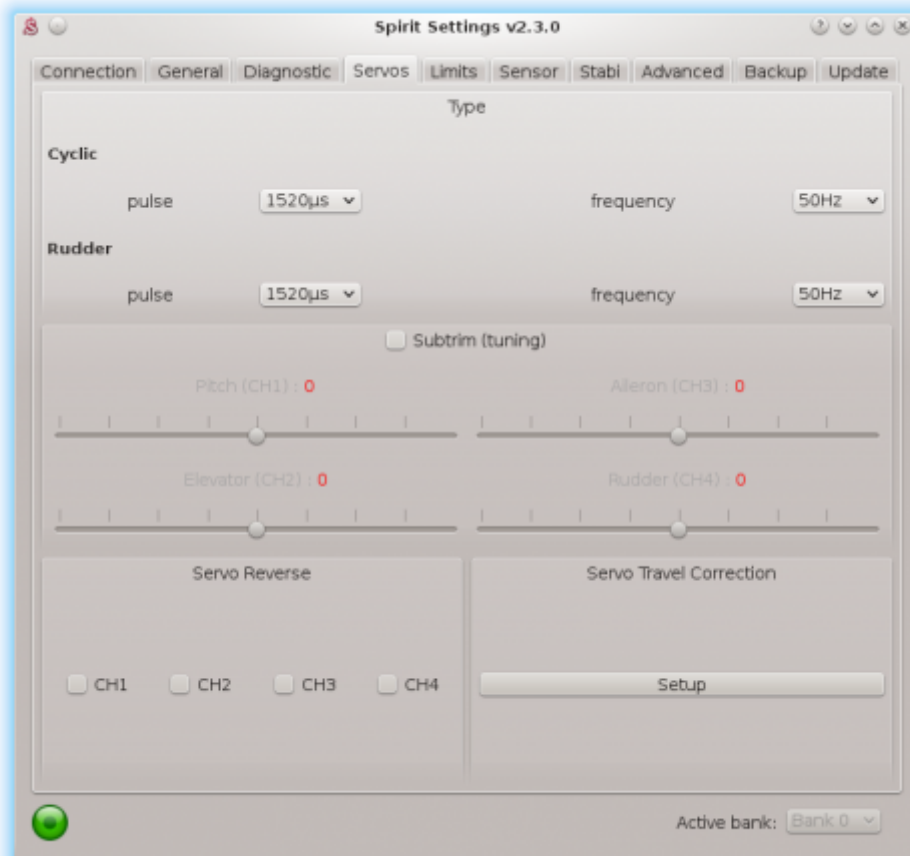 Spirit Settings v2.3.0
Connection General Diagnostic Servos Limits Sensor Stabi Advanced Backup Update
Type
Cyclic
pulse 1520µs frequency 50Hz
Rudder
pulse 1520µs frequency 50Hz
Subtrim (tuning)
Pitch (CH1) : 0 Aileron (CH3) : 0
Elevator (CH2) : 0 Rudder (CH4) : 0
Servo Reverse Servo Travel Correction
CH1 CH2 CH3 CH4 Setup
Active bank: Bank 0